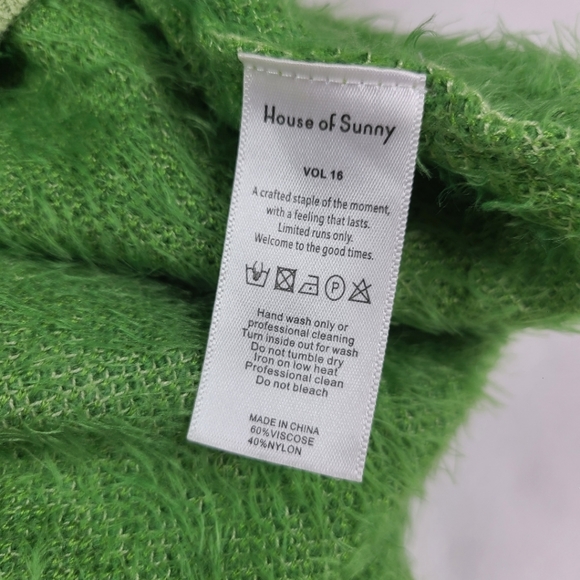 House of Sunny
VOL 16
A crafted staple of the moment,
with a feeling that lasts.
Limited runs only.
Welcome to the good times.
P
Hand wash only or
professional cleaning
Turn inside out for wash
Do not tumble dry
Iron on low heat
Professional clean
Do not bleach
MADE IN CHINA
60%VISCOSE
40%NYLON